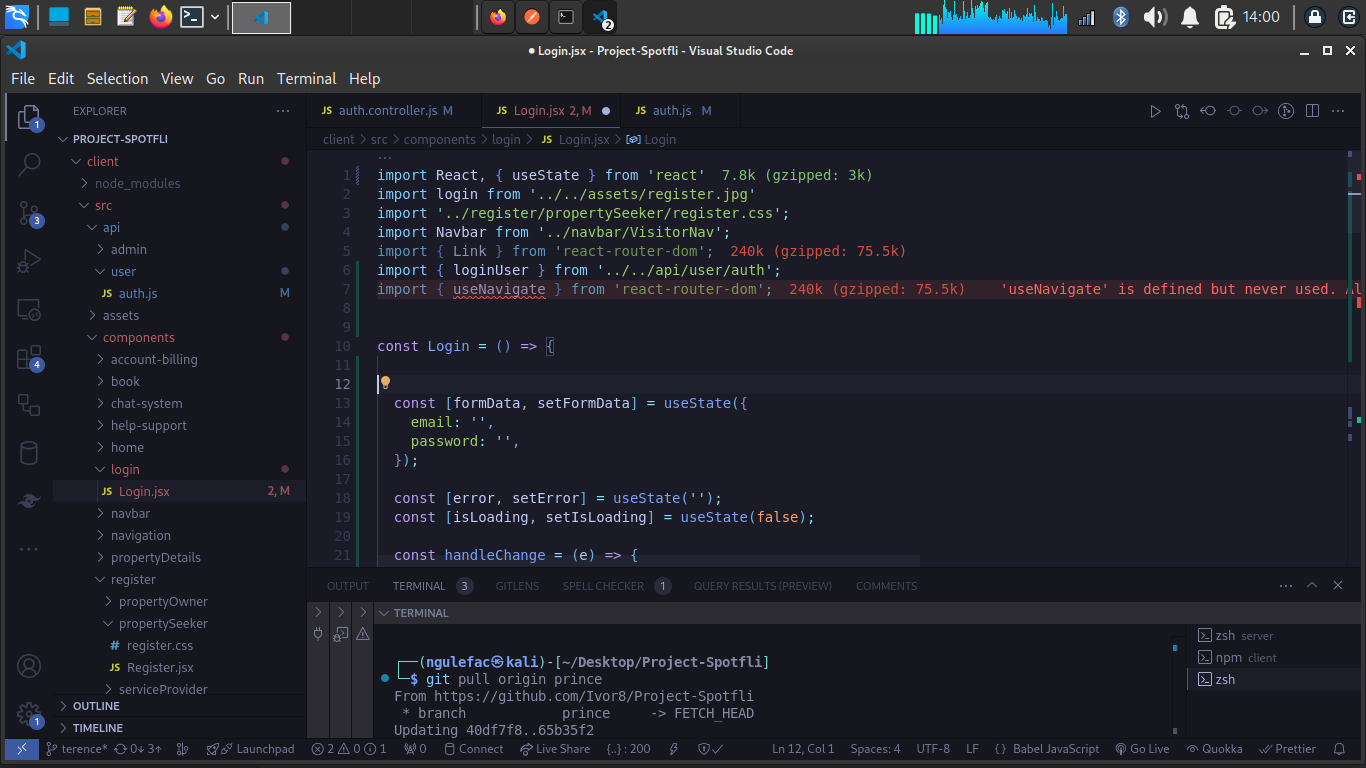 2
14:00
Login.jsx - Project-Spotfli - Visual Studio Code
File Edit Selection View Go Run Terminal Help
EXPLORER
PROJECT-SPOTFLI
client
node_modules
src
api
admin
user
auth.js M
assets
components
account-billing
book
chat-system
help-support
home
login
JS Login.jsx 2, M
navbar
navigation
propertyDetails
register
propertyOwner
propertySeeker
# register.css
JS Register.jsx
serviceProvider
OUTLINE
TIMELINE
1
3
4
1
JS auth.controller.js M JS Login.jsx 2, M JS auth.js M
client > src > components > login > JS Login.jsx > Login
...
1 import React, { useState } from 'react' 7.8k (gzipped: 3k)
2 import login from '../../assets/register.jpg'
3 import '../register/propertySeeker/register.css';
4 import Navbar from '../navbar/VisitorNav';
5 import { Link } from 'react-router-dom'; 240k (gzipped: 75.5k)
6 import { loginUser } from '../../api/user/auth';
7 import { useNavigate } from 'react-router-dom'; 240k (gzipped: 75.5k) 'useNavigate' is defined but never used. Al
8
9
10 const Login = () => {
11
12
13 const [formData, setFormData] = useState({
14 email: '',
15 password: '',
16 });
17
18 const [error, setError] = useState('');
19 const [isLoading, setIsLoading] = useState(false);
20
21 const handleChange = (e) => {
OUTPUT TERMINAL 3 GITLENS SPELL CHECKER 1 QUERY RESULTS (PREVIEW) COMMENTS
TERMINAL
(ngulefac㉿kali)-[~/Desktop/Project-Spotfli]
$ git pull origin prince
From https://github.com/Ivor8/Project-Spotfli
* branch prince -> FETCH_HEAD
Updating 40df7f8..65b35f2
zsh server
npm client
zsh
terence* 0↓ 3↑ Launchpad 2 0 1 0 Connect Live Share {..} : 200 Ln 12, Col 1 Spaces: 4 UTF-8 LF {} Babel JavaScript Go Live Quokka Prettier